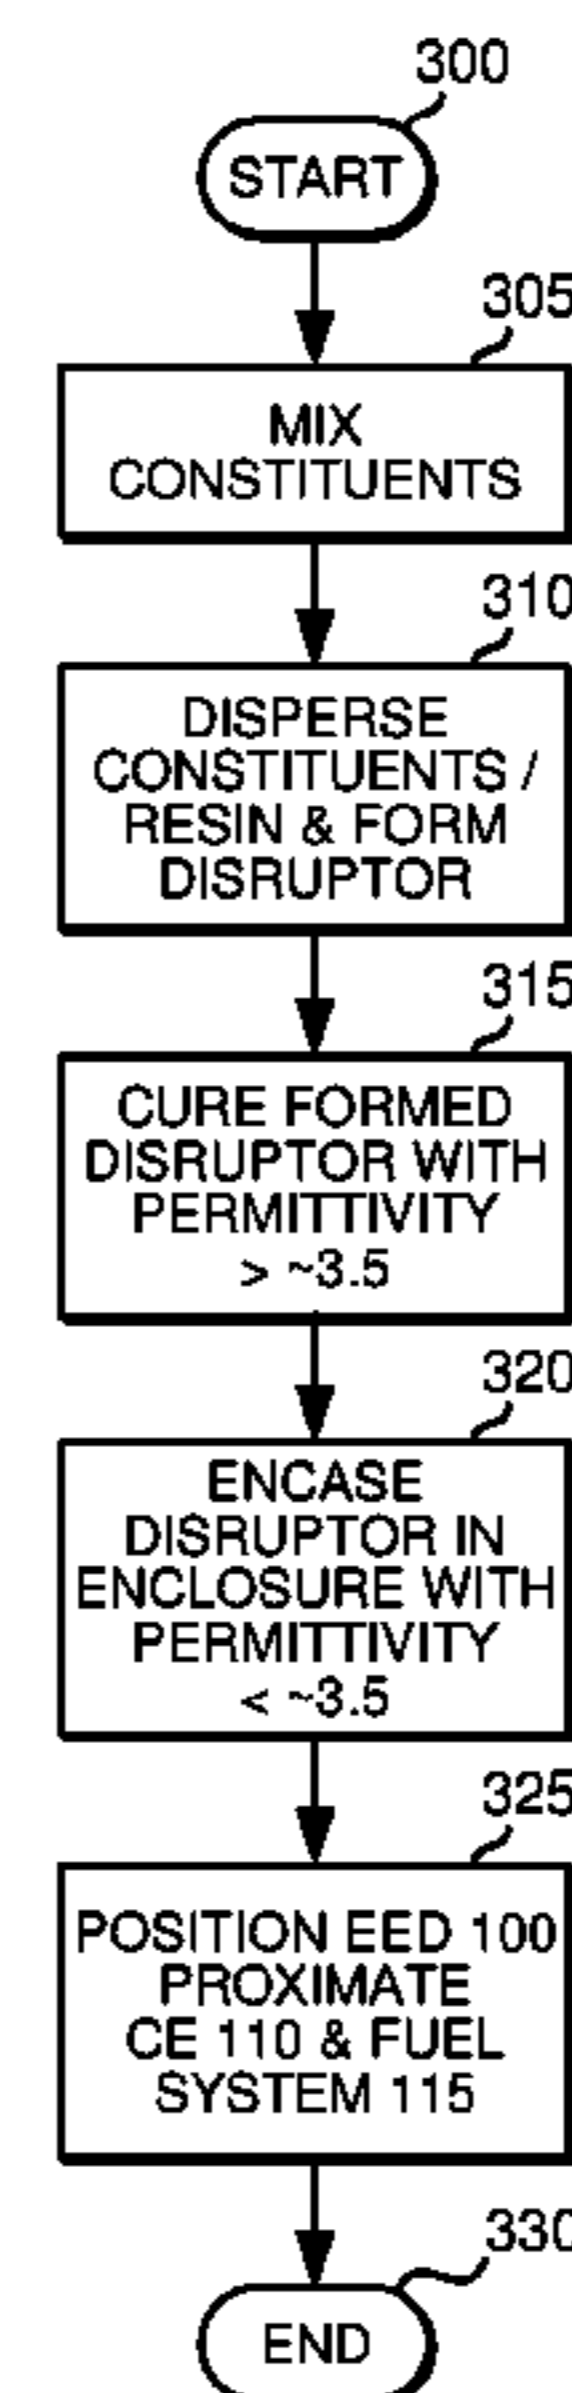 300
START
305
MIX
CONSTITUENTS
310
DISPERSE
CONSTITUENTS /
RESIN & FORM
DISRUPTOR
315
CURE FORMED
DISRUPTOR WITH
PERMITTIVITY
> ~3.5
320
ENCASE
DISRUPTOR IN
ENCLOSURE WITH
PERMITTIVITY
< ~3.5
325
POSITION EED 100
PROXIMATE
CE 110 & FUEL
SYSTEM 115
330
END